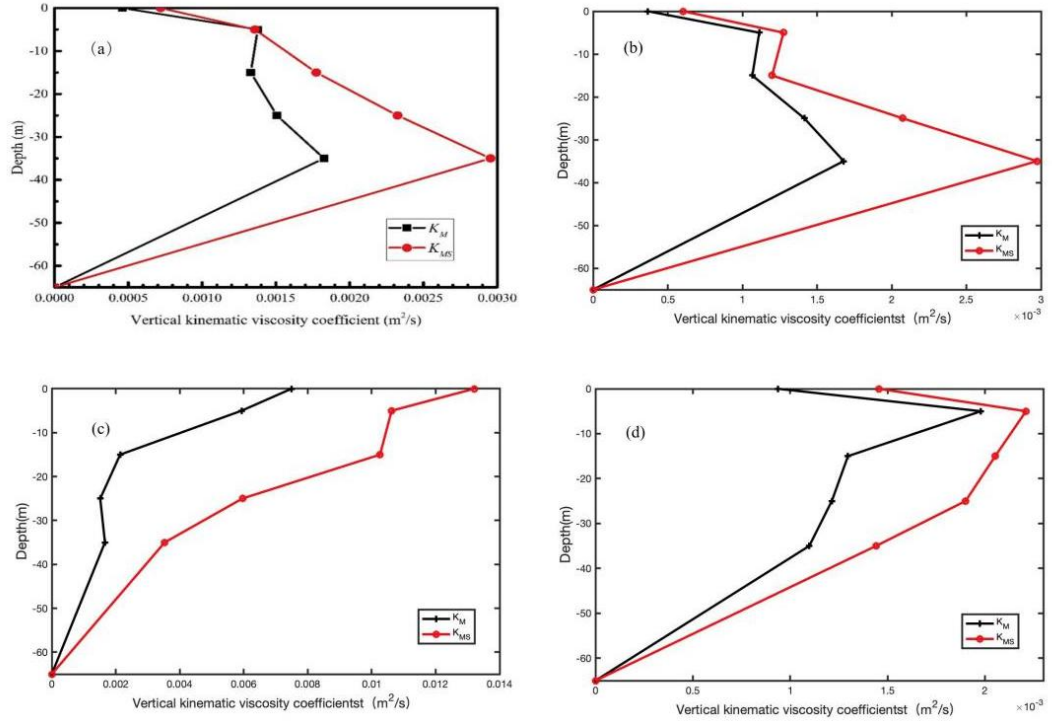 (a)
Depth (m)
0
-10
-20
-30
-40
-50
-60
0.0000 0.0005 0.0010 0.0015 0.0020 0.0025 0.0030
Vertical kinematic viscosity coefficient (m²/s)
K_M
K_MS
(b)
Depth(m)
0
-10
-20
-30
-40
-50
-60
0 0.5 1 1.5 2 2.5 3
×10⁻³
Vertical kinematic viscosity coefficientst (m²/s)
K_M
K_MS
(c)
Depth(m)
0
-10
-20
-30
-40
-50
-60
0 0.002 0.004 0.006 0.008 0.01 0.012 0.014
Vertical kinematic viscosity coefficientst (m²/s)
K_M
K_MS
(d)
Depth(m)
0
-10
-20
-30
-40
-50
-60
0 0.5 1 1.5 2
×10⁻³
Vertical kinematic viscosity coefficientst (m²/s)
K_M
K_MS